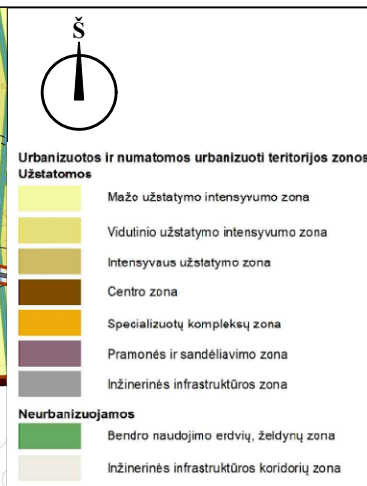 Š
Urbanizuotos ir numatomos urbanizuoti teritorijos zonos
Užstatomos
Mažo užstatymo intensyvumo zona
Vidutinio užstatymo intensyvumo zona
Intensyvaus užstatymo zona
Centro zona
Specializuotų kompleksų zona
Pramonės ir sandėliavimo zona
Inžinerinės infrastruktūros zona
Neurbanizuojamos
Bendro naudojimo erdvių, želdynų zona
Inžinerinės infrastruktūros koridorių zona